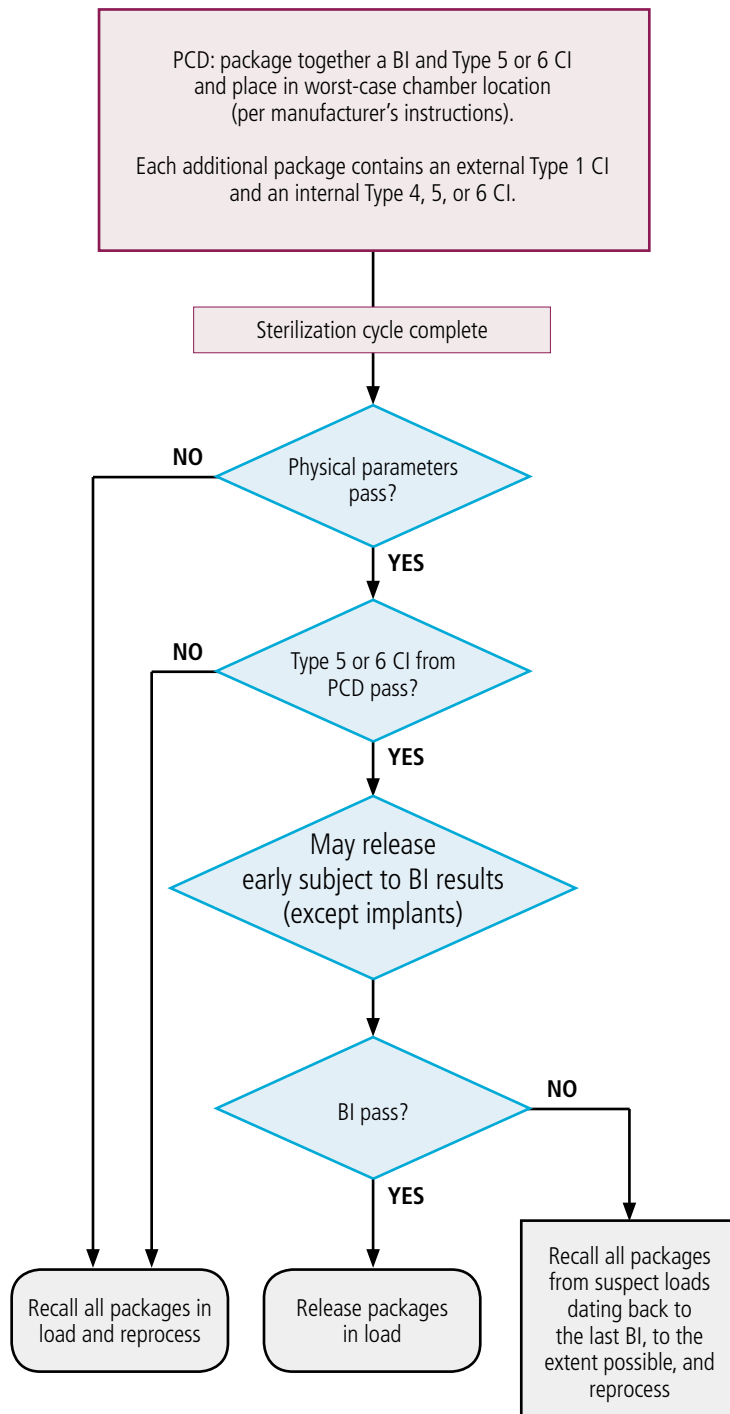 PCD: package together a BI and Type 5 or 6 CI
and place in worst-case chamber location
(per manufacturer’s instructions).
Each additional package contains an external Type 1 CI
and an internal Type 4, 5, or 6 CI.
Sterilization cycle complete
NO
Physical parameters
pass?
YES
NO
Type 5 or 6 CI from
PCD pass?
YES
May release
early subject to BI results
(except implants)
NO
BI pass?
YES
Recall all packages in
load and reprocess
Release packages
in load
Recall all packages
from suspect loads
dating back to
the last BI, to the
extent possible, and
reprocess